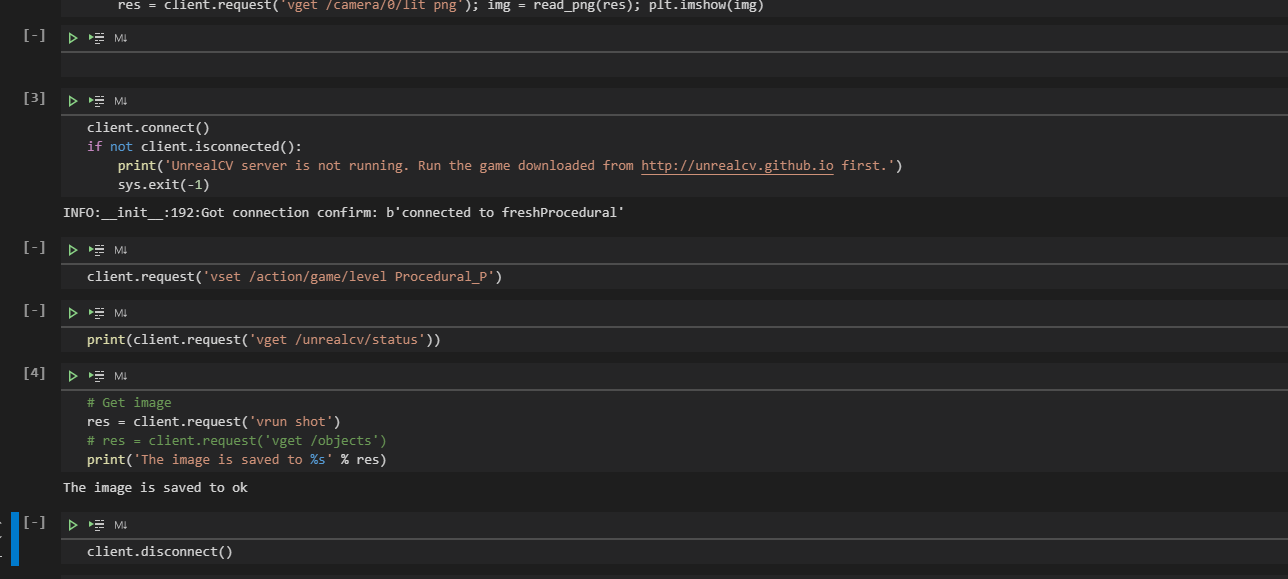 res = client.request('vget /camera/0/lit png'); img = read_png(res); plt.imshow(img)
[-] M↓
[3] M↓
client.connect()
if not client.isconnected():
print('UnrealCV server is not running. Run the game downloaded from http://unrealcv.github.io first.')
sys.exit(-1)
INFO:__init__:192:Got connection confirm: b'connected to freshProcedural'
[-] M↓
client.request('vset /action/game/level Procedural_P')
[-] M↓
print(client.request('vget /unrealcv/status'))
[4] M↓
# Get image
res = client.request('vrun shot')
# res = client.request('vget /objects')
print('The image is saved to %s' % res)
The image is saved to ok
[-] M↓
client.disconnect()